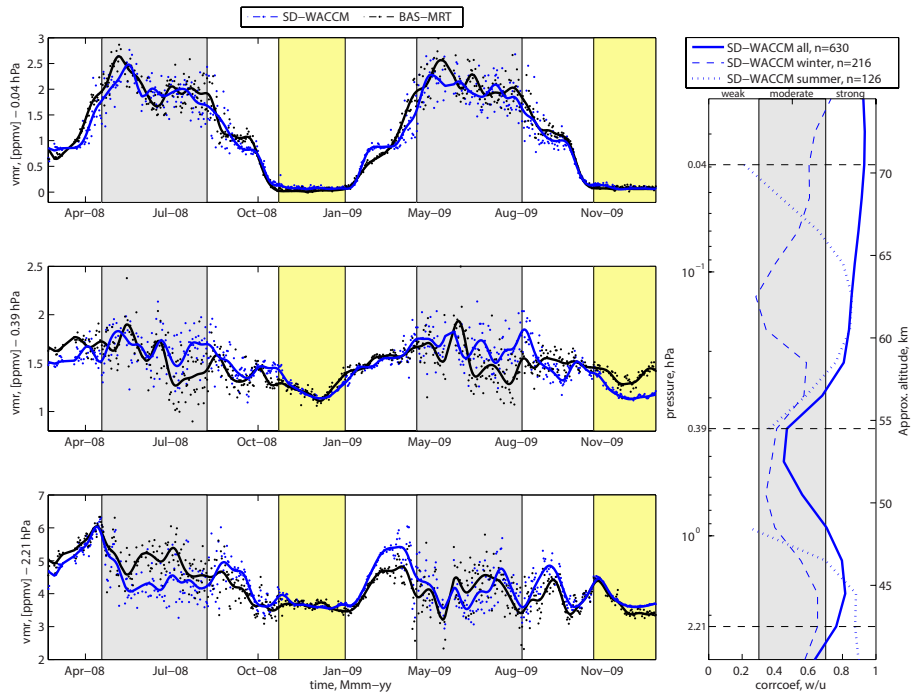 SD−WACCM BAS−MRT
3
2.5
2
1.5
1
0.5
0
vmr, [ppmv] − 0.04 hPa
Apr−08 Jul−08 Oct−08 Jan−09 May−09 Aug−09 Nov−09
2.5
2
1.5
1
vmr, [ppmv] − 0.39 hPa
Apr−08 Jul−08 Oct−08 Jan−09 May−09 Aug−09 Nov−09
7
6
5
4
3
2
vmr, [ppmv] − 2.21 hPa
Apr−08 Jul−08 Oct−08 Jan−09 May−09 Aug−09 Nov−09
time, Mmm−yy
SD−WACCM all, n=630
SD−WACCM winter, n=216
SD−WACCM summer, n=126
weak moderate strong
0.04
10−1
0.39
100
2.21
pressure, hPa
70
65
60
55
50
45
Approx. altitude, km
0 0.2 0.4 0.6 0.8 1
corrcoef, w/u